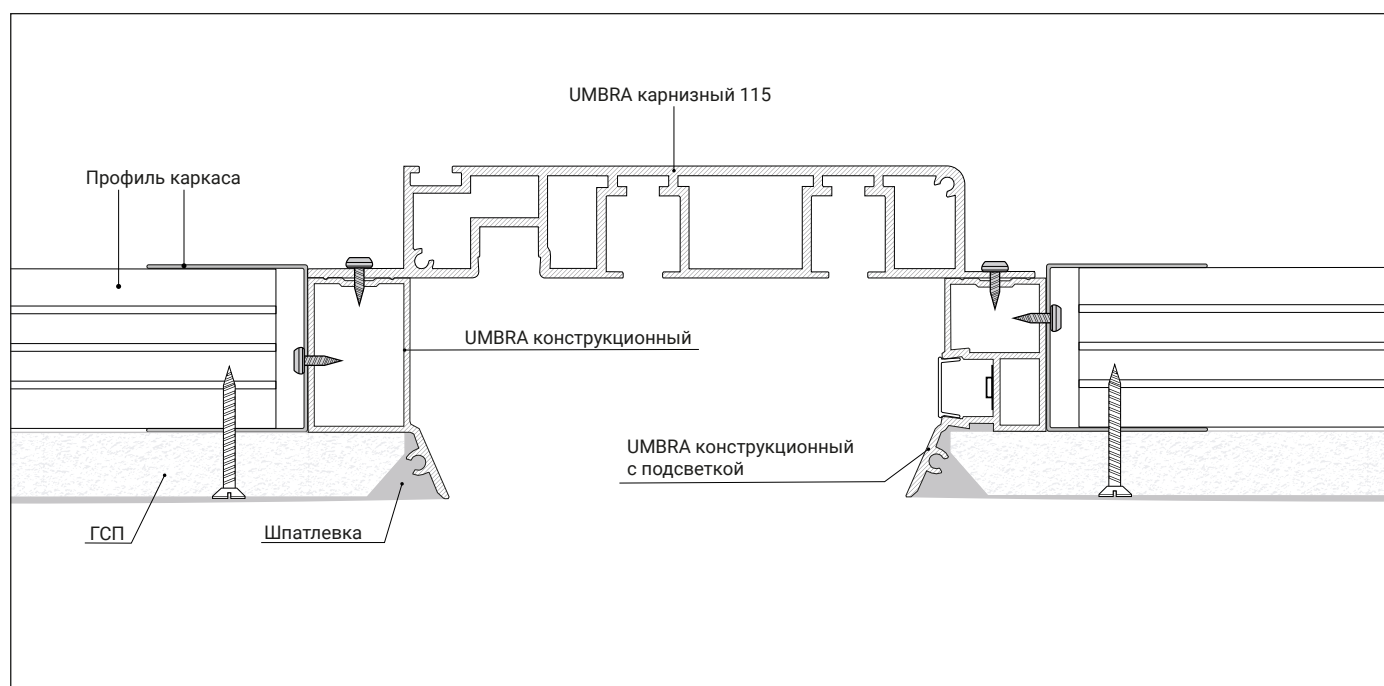 UMBRA карнизный 115
Профиль каркаса
UMBRA конструкционный
UMBRA конструкционный
с подсветкой
ГСП
Шпатлевка